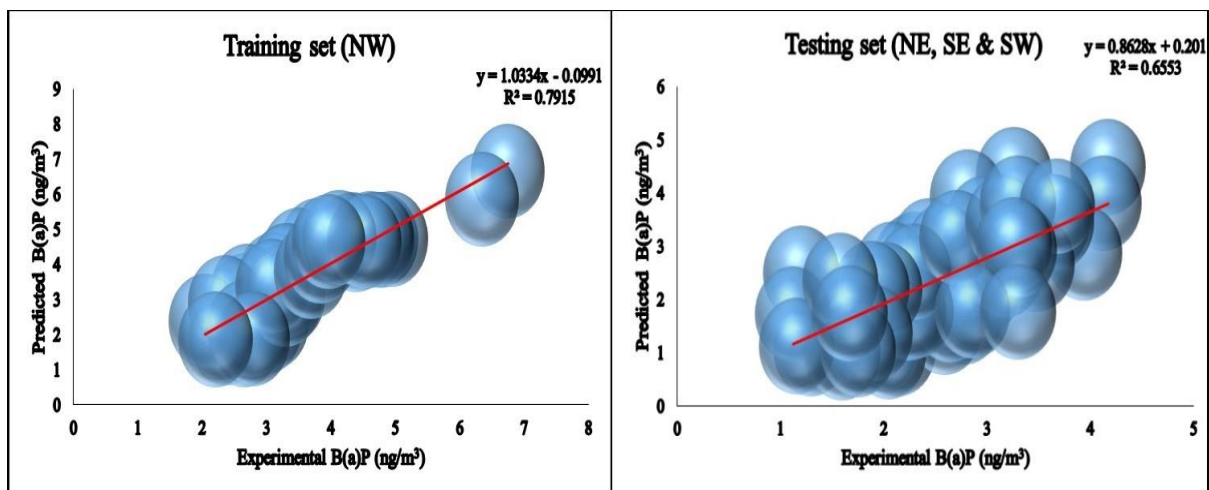 Training set (NW)
y = 1.0334x - 0.0991
R² = 0.7915
9
8
7
6
5
4
3
2
1
0
Predicted B(a)P (ng/m³)
0 1 2 3 4 5 6 7 8
Experimental B(a)P (ng/m³)
Testing set (NE, SE & SW)
y = 0.8628x + 0.201
R² = 0.6553
6
5
4
3
2
1
0
Predicted B(a)P (ng/m³)
0 1 2 3 4 5
Experimental B(a)P (ng/m³)